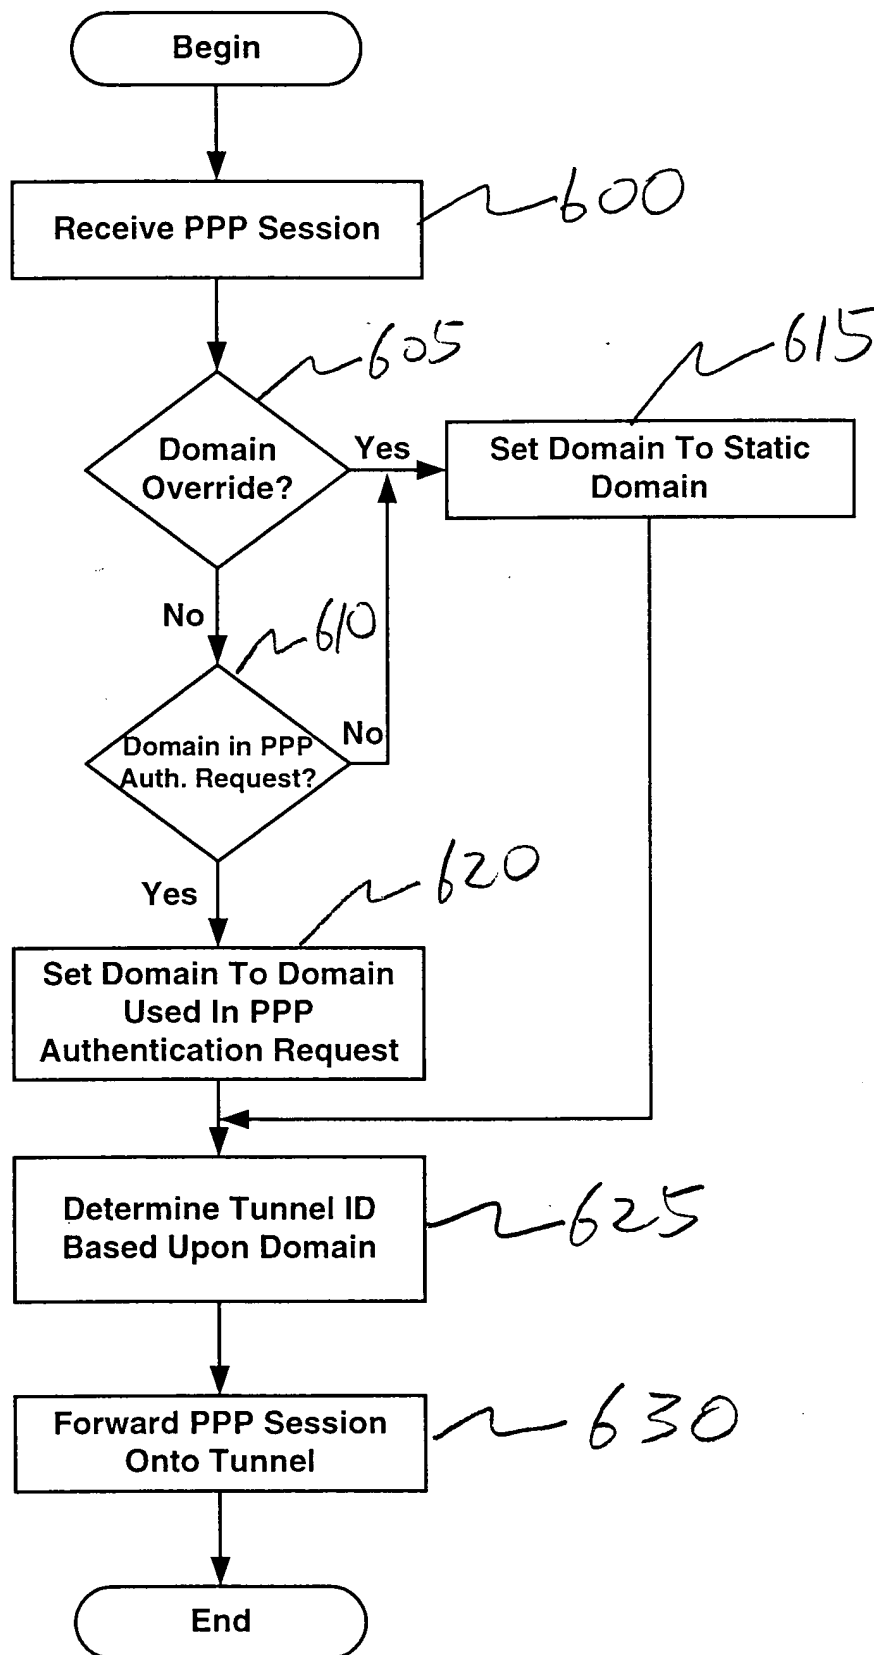 Begin
Receive PPP Session
600
605
615
Domain
Override?
Yes
Set Domain To Static
Domain
No
610
Domain in PPP
Auth. Request?
No
620
Yes
Set Domain To Domain
Used In PPP
Authentication Request
Determine Tunnel ID
Based Upon Domain
625
Forward PPP Session
Onto Tunnel
630
End